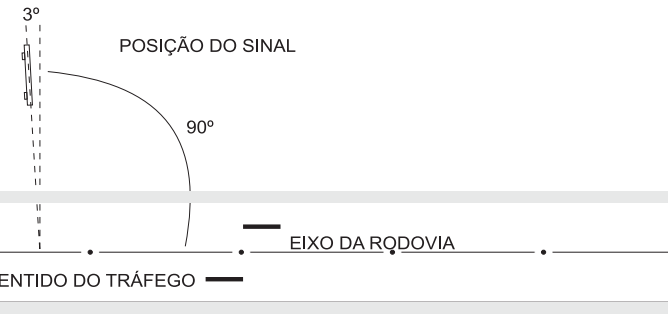 3º
POSIÇÃO DO SINAL
90º
EIXO DA RODOVIA
ENTIDO DO TRÁFEGO